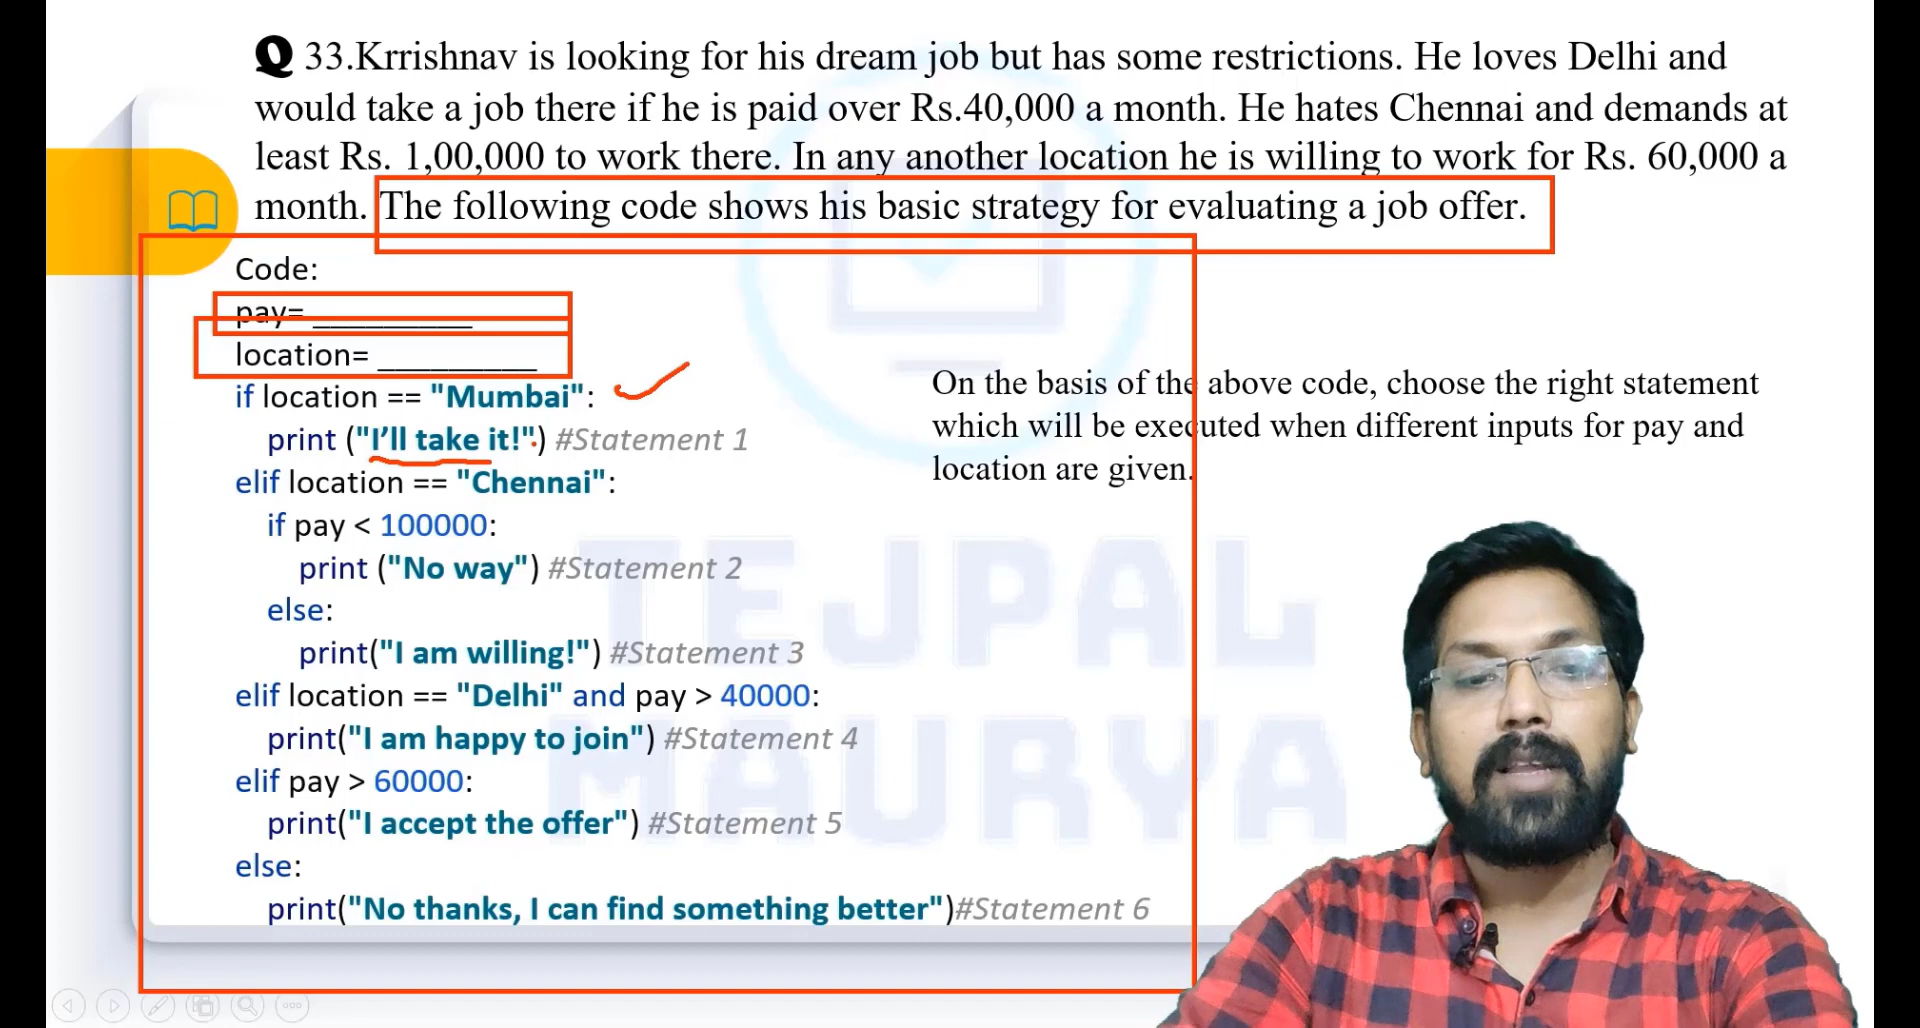 Q 33.Krrishnav is looking for his dream job but has some restrictions. He loves Delhi and
would take a job there if he is paid over Rs.40,000 a month. He hates Chennai and demands at
least Rs. 1,00,000 to work there. In any another location he is willing to work for Rs. 60,000 a
month. The following code shows his basic strategy for evaluating a job offer.
Code:
pay= _________
location= _________
if location == "Mumbai":
print ("I’ll take it!") #Statement 1
elif location == "Chennai":
if pay < 100000:
print ("No way") #Statement 2
else:
print("I am willing!") #Statement 3
elif location == "Delhi" and pay > 40000:
print("I am happy to join") #Statement 4
elif pay > 60000:
print("I accept the offer") #Statement 5
else:
print("No thanks, I can find something better")#Statement 6
On the basis of the above code, choose the right statement
which will be executed when different inputs for pay and
location are given.
TEJPAL
MAURYA